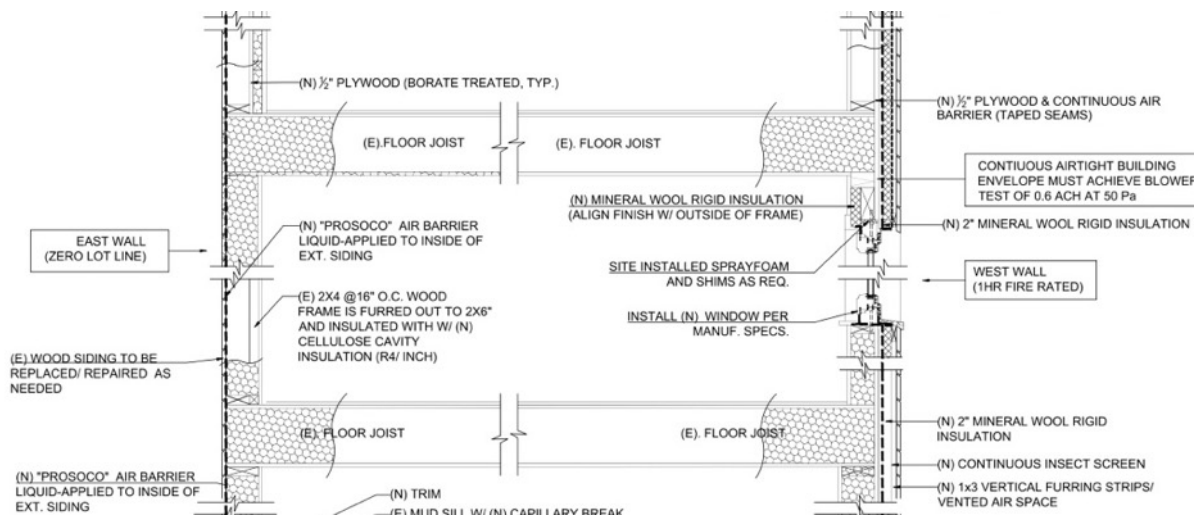 (N) ½" PLYWOOD (BORATE TREATED, TYP.)
(N) ½" PLYWOOD & CONTINUOUS AIR
BARRIER (TAPED SEAMS)
(E).FLOOR JOIST
(E). FLOOR JOIST
CONTIUOUS AIRTIGHT BUILDING
ENVELOPE MUST ACHIEVE BLOWER
TEST OF 0.6 ACH AT 50 Pa
(N) MINERAL WOOL RIGID INSULATION
(ALIGN FINISH W/ OUTSIDE OF FRAME)
(N) 2" MINERAL WOOL RIGID INSULATION
(N) "PROSOCO" AIR BARRIER
LIQUID-APPLIED TO INSIDE OF
EXT. SIDING
EAST WALL
(ZERO LOT LINE)
SITE INSTALLED SPRAYFOAM
AND SHIMS AS REQ.
WEST WALL
(1HR FIRE RATED)
(E) 2X4 @16" O.C. WOOD
FRAME IS FURRED OUT TO 2X6"
AND INSULATED WITH W/ (N)
CELLULOSE CAVITY
INSULATION (R4/ INCH)
INSTALL (N) WINDOW PER
MANUF. SPECS.
(E) WOOD SIDING TO BE
REPLACED/ REPAIRED AS
NEEDED
(E). FLOOR JOIST
(E). FLOOR JOIST
(N) 2" MINERAL WOOL RIGID
INSULATION
(N) CONTINUOUS INSECT SCREEN
(N) "PROSOCO" AIR BARRIER
LIQUID-APPLIED TO INSIDE OF
EXT. SIDING
(N) TRIM
(E) MUD SILL W/ (N) CAPILLARY BREAK
(N) 1x3 VERTICAL FURRING STRIPS/
VENTED AIR SPACE